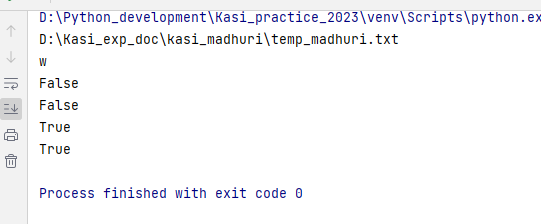 D:\Python_development\Kasi_practice_2023\venv\Scripts\python.ex
D:\Kasi_exp_doc\kasi_madhuri\temp_madhuri.txt
w
False
False
True
True
Process finished with exit code 0